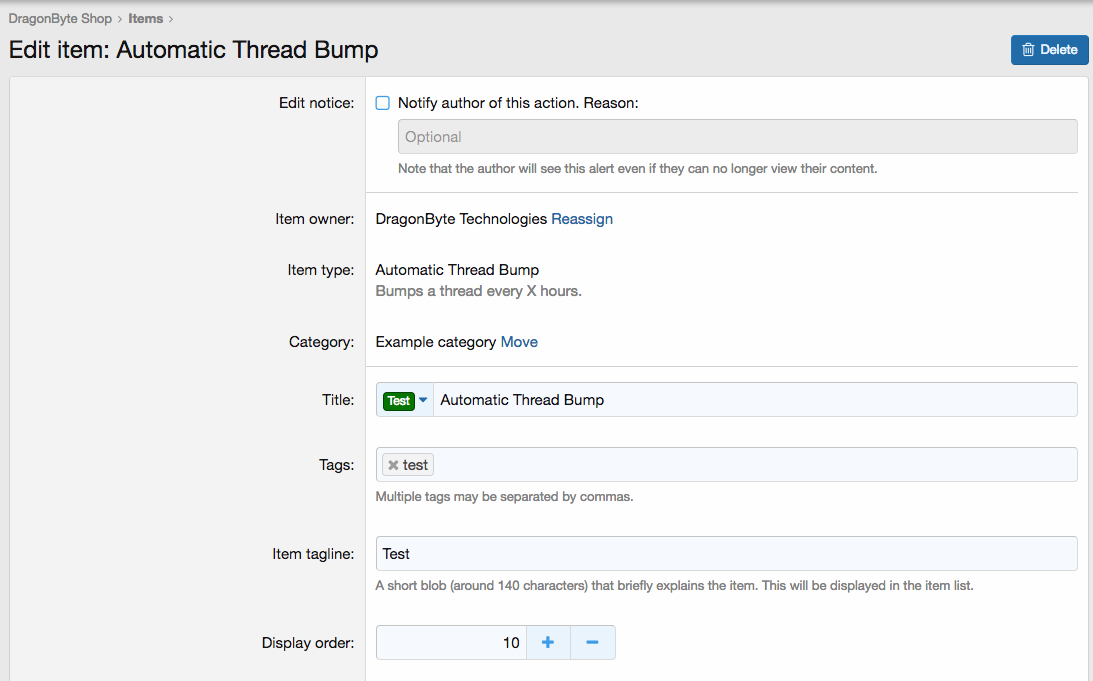 DragonByte Shop › Items ›
Edit item: Automatic Thread Bump
Delete
Edit notice:
Notify author of this action. Reason:
Optional
Note that the author will see this alert even if they can no longer view their content.
Item owner:
DragonByte Technologies Reassign
Item type:
Automatic Thread Bump
Bumps a thread every X hours.
Category:
Example category Move
Title:
Test Automatic Thread Bump
Tags:
test
Multiple tags may be separated by commas.
Item tagline:
Test
A short blob (around 140 characters) that briefly explains the item. This will be displayed in the item list.
Display order:
10